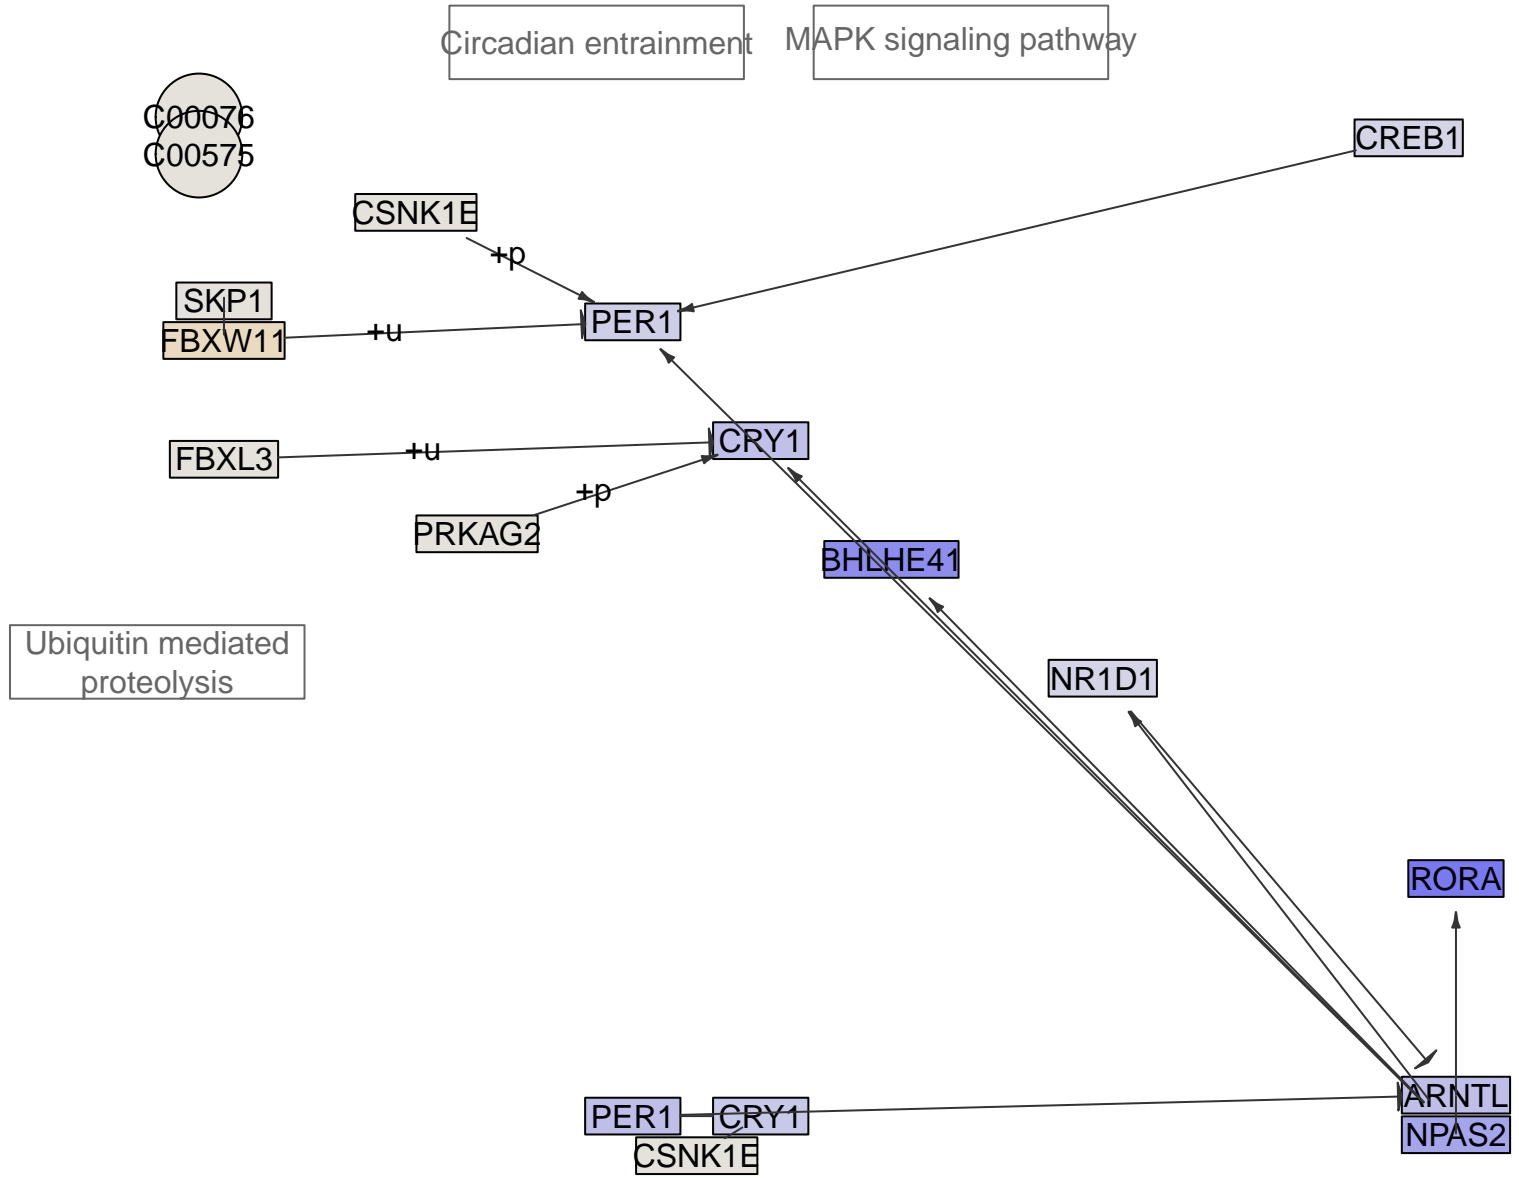 Circadian entrainment
MAPK signaling pathway
C00076
CREB1
C00575
CSNK1E
+p
SKP1
PER1
+u
FBXW11
CRY1
+u
FBXL3
+p
PRKAG2
BHLHE41
Ubiquitin mediated
proteolysis
NR1D1
RORA
ARNTL
PER1
CRY1
NPAS2
CSNK1E